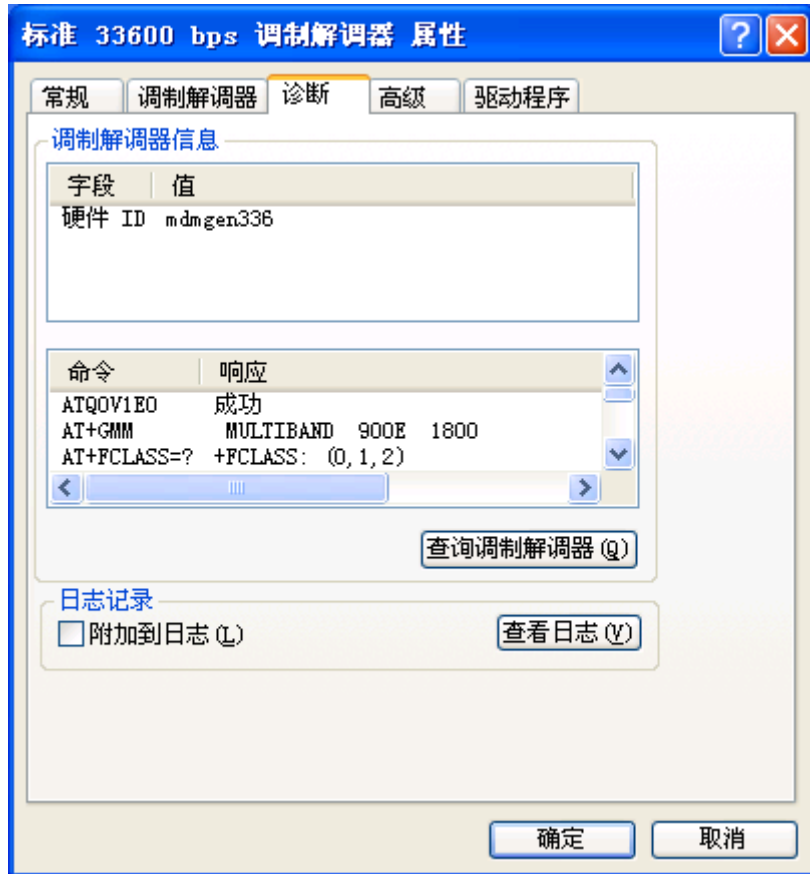 标准 33600 bps 调制解调器 属性
常规 调制解调器 诊断 高级 驱动程序
调制解调器信息
字段 值
硬件 ID mdmgen336
命令 响应
ATQ0V1E0 成功
AT+GMM MULTIBAND 900E 1800
AT+FCLASS=? +FCLASS: (0,1,2)
查询调制解调器(Q)
日志记录
附加到日志(L) 查看日志(V)
确定 取消